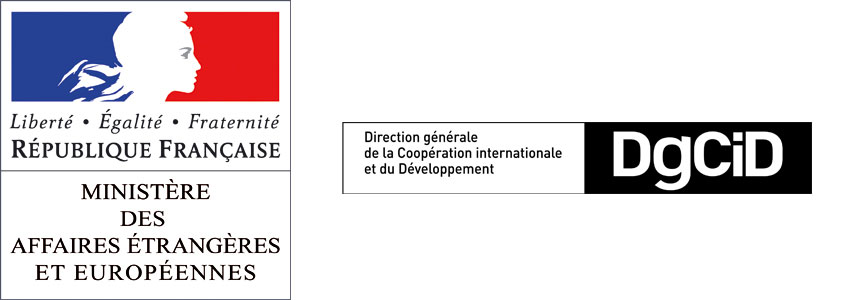 Liberté • Égalité • Fraternité
RÉPUBLIQUE FRANÇAISE
MINISTÈRE
DES
AFFAIRES ÉTRANGÈRES
ET EUROPÉENNES
Direction générale
de la Coopération internationale
et du Développement
DgCiD